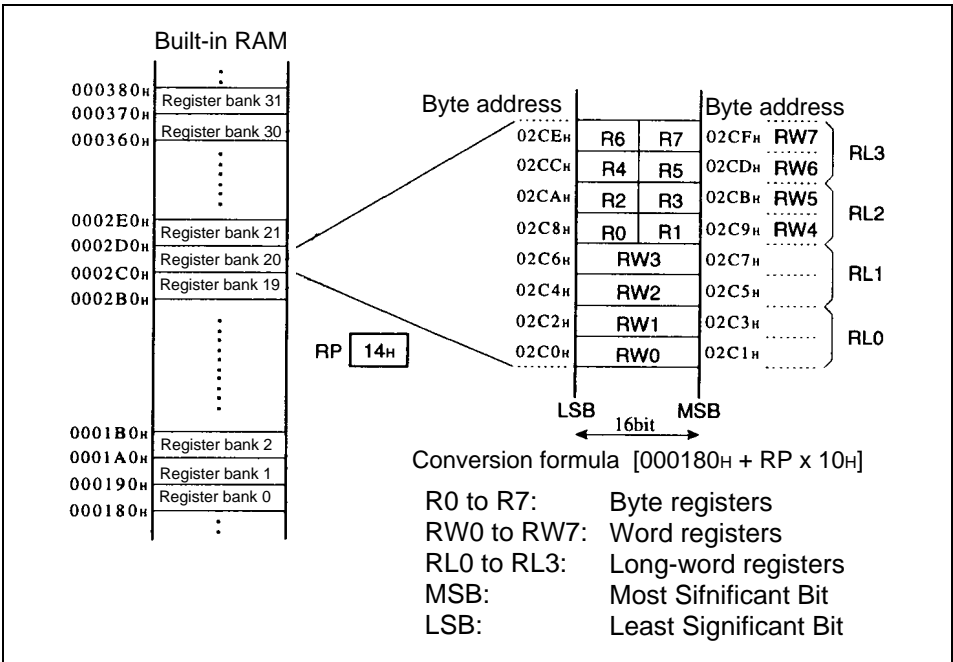 Built-in RAM
000380H
Register bank 31
000370H
Register bank 30
000360H
0002E0H
Register bank 21
0002D0H
Register bank 20
0002C0H
Register bank 19
0002B0H
0001B0H
Register bank 2
0001A0H
Register bank 1
000190H
Register bank 0
000180H
RP 14H
Byte address Byte address
02CEH R6 R7 02CFH RW7
02CCH R4 R5 02CDH RW6
RL3
02CAH R2 R3 02CBH RW5
02C8H R0 R1 02C9H RW4
RL2
02C6H RW3 02C7H
02C4H RW2 02C5H
RL1
02C2H RW1 02C3H
02C0H RW0 02C1H
RL0
LSB MSB
16bit
Conversion formula [000180H + RP x 10H]
R0 to R7: Byte registers
RW0 to RW7: Word registers
RL0 to RL3: Long-word registers
MSB: Most Sifnificant Bit
LSB: Least Significant Bit